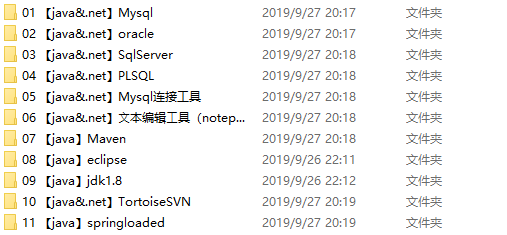 01 【java&.net】Mysql 2019/9/27 20:17 文件夹
02 【java&.net】oracle 2019/9/27 20:17 文件夹
03 【java&.net】SqlServer 2019/9/27 20:18 文件夹
04 【java&.net】PLSQL 2019/9/27 20:18 文件夹
05 【java&.net】Mysql连接工具 2019/9/27 20:18 文件夹
06 【java&.net】文本编辑工具（notep... 2019/9/27 20:18 文件夹
07 【java】Maven 2019/9/27 20:18 文件夹
08 【java】eclipse 2019/9/26 22:11 文件夹
09 【java】jdk1.8 2019/9/26 22:12 文件夹
10 【java&.net】TortoiseSVN 2019/9/27 20:19 文件夹
11 【java】springloaded 2019/9/27 20:19 文件夹